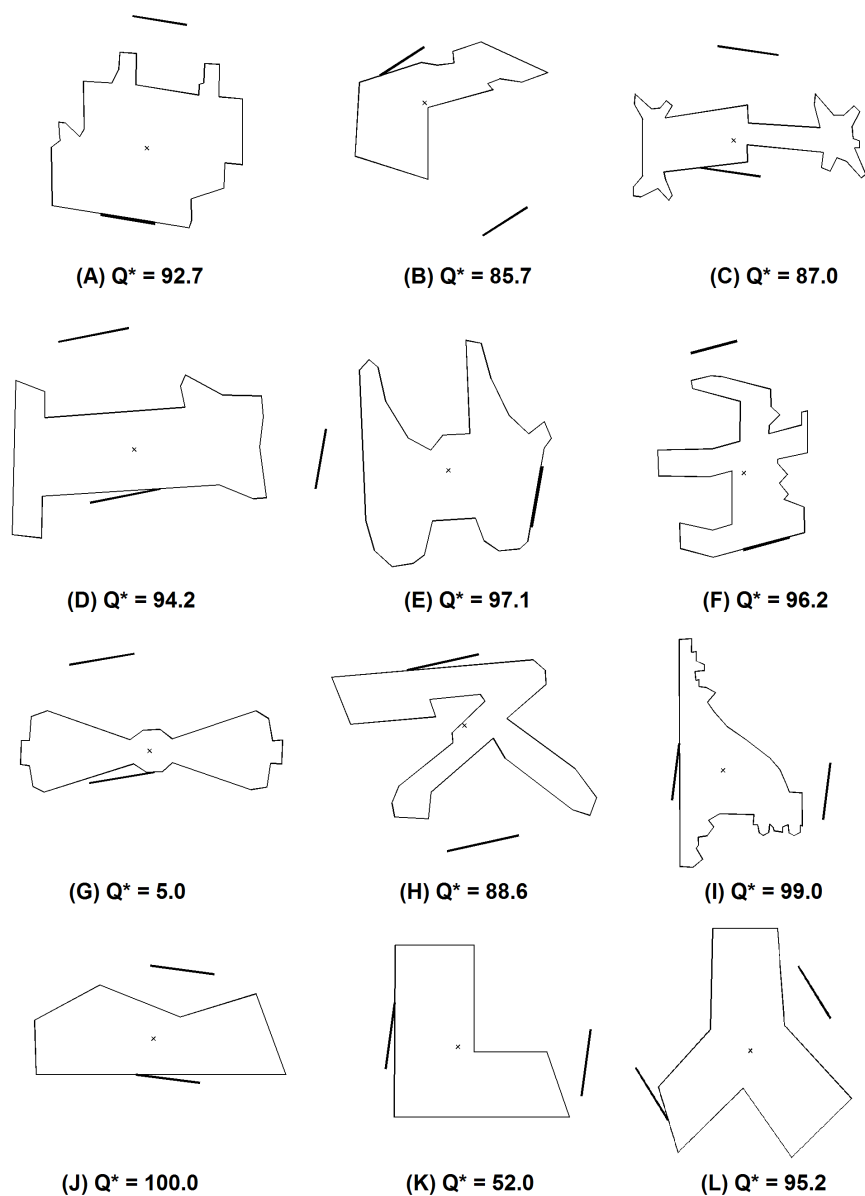 (A) Q* = 92.7
(B) Q* = 85.7
(C) Q* = 87.0
(D) Q* = 94.2
(E) Q* = 97.1
(F) Q* = 96.2
(G) Q* = 5.0
(H) Q* = 88.6
(I) Q* = 99.0
(J) Q* = 100.0
(K) Q* = 52.0
(L) Q* = 95.2